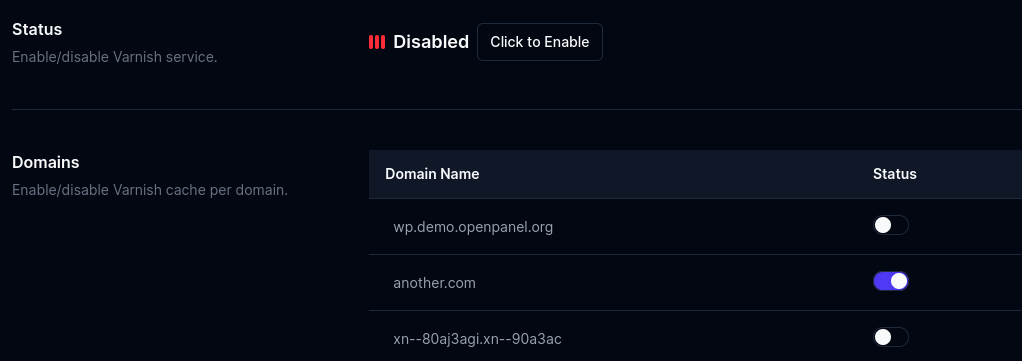 Status
Enable/disable Varnish service.
Disabled
Click to Enable
Domains
Enable/disable Varnish cache per domain.
Domain Name
Status
wp.demo.openpanel.org
another.com
xn--80aj3agi.xn--90a3ac